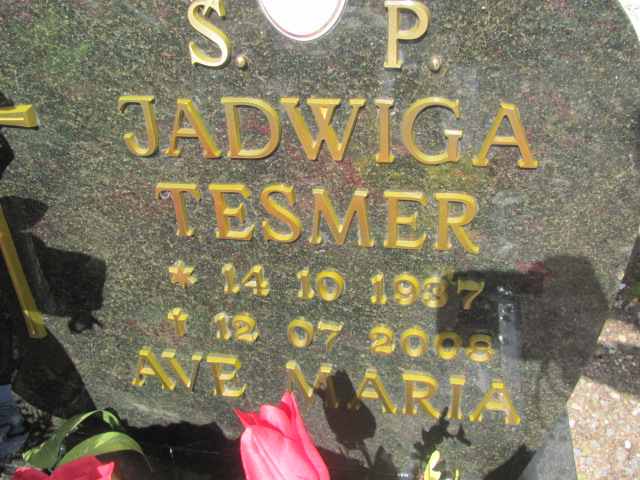 S. P.
JADWIGA
TESMER
* 14 10 1937
✝ 12 07 2008
AVE MARIA